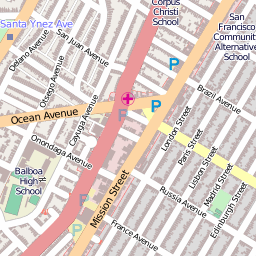 Corpus
Christi
School
San
Francisco
Community
Alternative
School
Santa Ynez Ave
San Juan Avenue
Delano Avenue
Otsego Avenue
Cayuga Avenue
P
P
P
Brazil Avenue
Ocean Avenue
Onondaga Avenue
London Street
Paris Street
Lisbon Street
Madrid Street
Edinburgh Street
Balboa
High
School
Mission Street
Russia Avenue
France Avenue
P
P